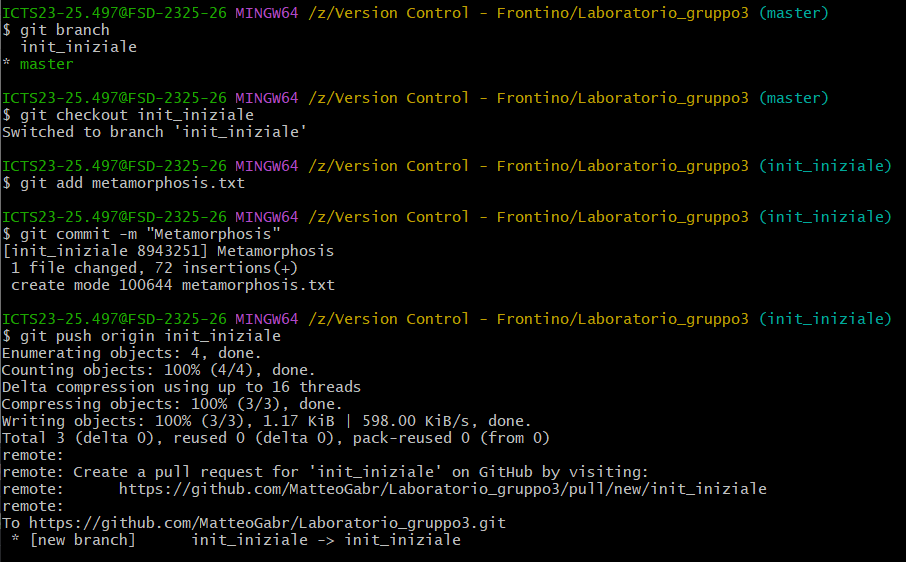 ICTS23-25.497@FSD-2325-26 MINGW64 /z/Version Control - Frontino/Laboratorio_gruppo3 (master)
$ git branch
  init_iniziale
* master

ICTS23-25.497@FSD-2325-26 MINGW64 /z/Version Control - Frontino/Laboratorio_gruppo3 (master)
$ git checkout init_iniziale
Switched to branch 'init_iniziale'

ICTS23-25.497@FSD-2325-26 MINGW64 /z/Version Control - Frontino/Laboratorio_gruppo3 (init_iniziale)
$ git add metamorphosis.txt

ICTS23-25.497@FSD-2325-26 MINGW64 /z/Version Control - Frontino/Laboratorio_gruppo3 (init_iniziale)
$ git commit -m "Metamorphosis"
[init_iniziale 8943251] Metamorphosis
 1 file changed, 72 insertions(+)
 create mode 100644 metamorphosis.txt

ICTS23-25.497@FSD-2325-26 MINGW64 /z/Version Control - Frontino/Laboratorio_gruppo3 (init_iniziale)
$ git push origin init_iniziale
Enumerating objects: 4, done.
Counting objects: 100% (4/4), done.
Delta compression using up to 16 threads
Compressing objects: 100% (3/3), done.
Writing objects: 100% (3/3), 1.17 KiB | 598.00 KiB/s, done.
Total 3 (delta 0), reused 0 (delta 0), pack-reused 0 (from 0)
remote:
remote: Create a pull request for 'init_iniziale' on GitHub by visiting:
remote:      https://github.com/MatteoGabr/Laboratorio_gruppo3/pull/new/init_iniziale
remote:
To https://github.com/MatteoGabr/Laboratorio_gruppo3.git
 * [new branch]      init_iniziale -> init_iniziale